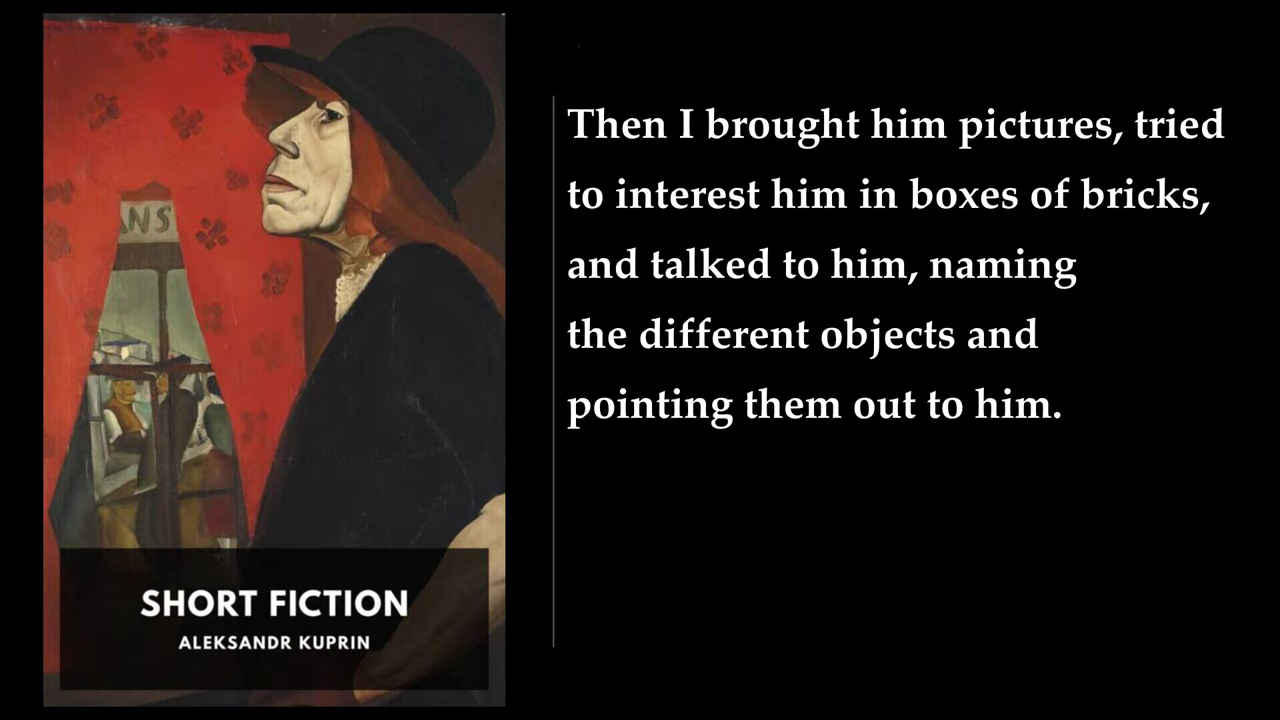 ANS
SHORT FICTION
ALEKSANDR KUPRIN
Then I brought him pictures, tried
to interest him in boxes of bricks,
and talked to him, naming
the different objects and
pointing them out to him.